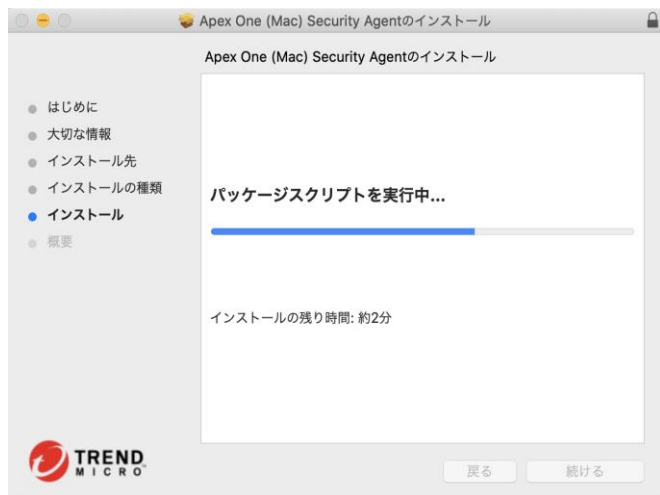 Apex One (Mac) Security Agentのインストール
Apex One (Mac) Security Agentのインストール
はじめに
大切な情報
インストール先
インストールの種類
インストール
概要
パッケージスクリプトを実行中...
インストールの残り時間: 約2分
TREND
MICRO
戻る
続ける